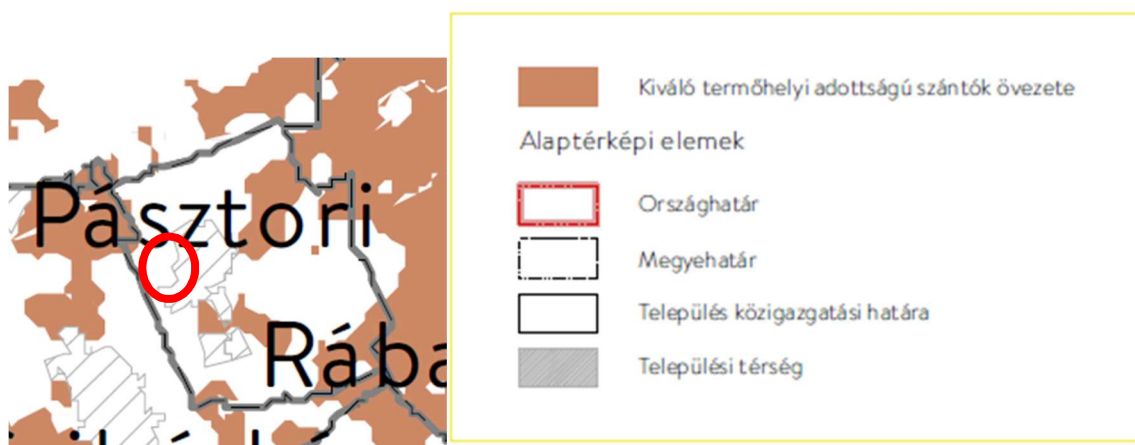 Pásztori
Rába
Kiváló termőhelyi adottságú szántók övezete
Alaptérképi elemek
Országhatár
Megyehatár
Település közigazgatási határa
Települési térség